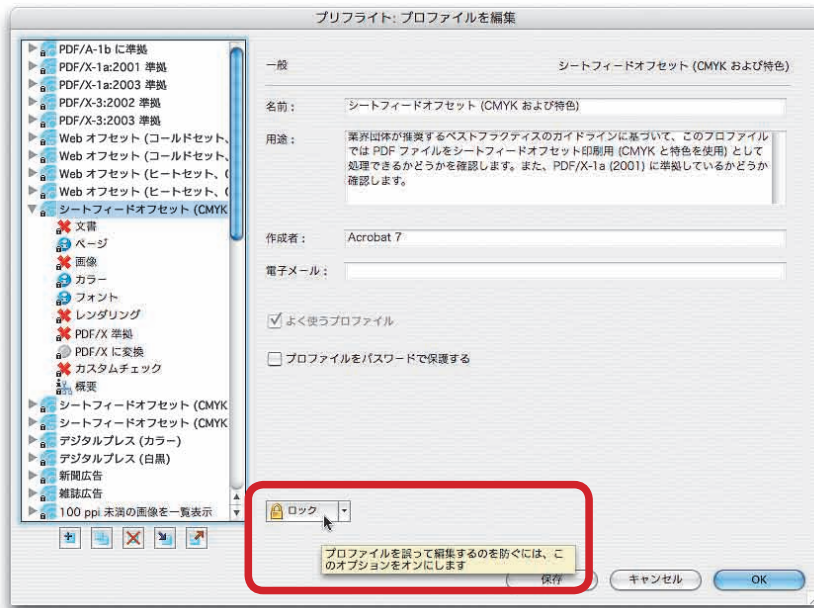 プリフライト: プロファイルを編集
PDF/A-1b に準拠
PDF/X-1a:2001 準拠
PDF/X-1a:2003 準拠
PDF/X-3:2002 準拠
PDF/X-3:2003 準拠
Web オフセット (コールドセット、
Web オフセット (コールドセット、
Web オフセット (ヒートセット、(
Web オフセット (ヒートセット、(
シートフィードオフセット (CMYK
文書
ページ
画像
カラー
フォント
レンダリング
PDF/X 準拠
PDF/X に変換
カスタムチェック
概要
シートフィードオフセット (CMYK
シートフィードオフセット (CMYK
デジタルプレス (カラー)
デジタルプレス (白黒)
新聞広告
雑誌広告
100 ppi 未満の画像を一覧表示
一般
シートフィードオフセット (CMYK および特色)
名前：
シートフィードオフセット (CMYK および特色)
用途：
業界団体が推奨するベストプラクティスのガイドラインに基づいて、このプロファイル
では PDF ファイルをシートフィードオフセット印刷用 (CMYK と特色を使用) として
処理できるかどうかを確認します。また、PDF/X-1a (2001) に準拠しているかどうか
確認します。
作成者：
Acrobat 7
電子メール：
よく使うプロファイル
プロファイルをパスワードで保護する
ロック
プロファイルを誤って編集するのを防ぐには、こ
のオプションをオンにします
保存
キャンセル
OK